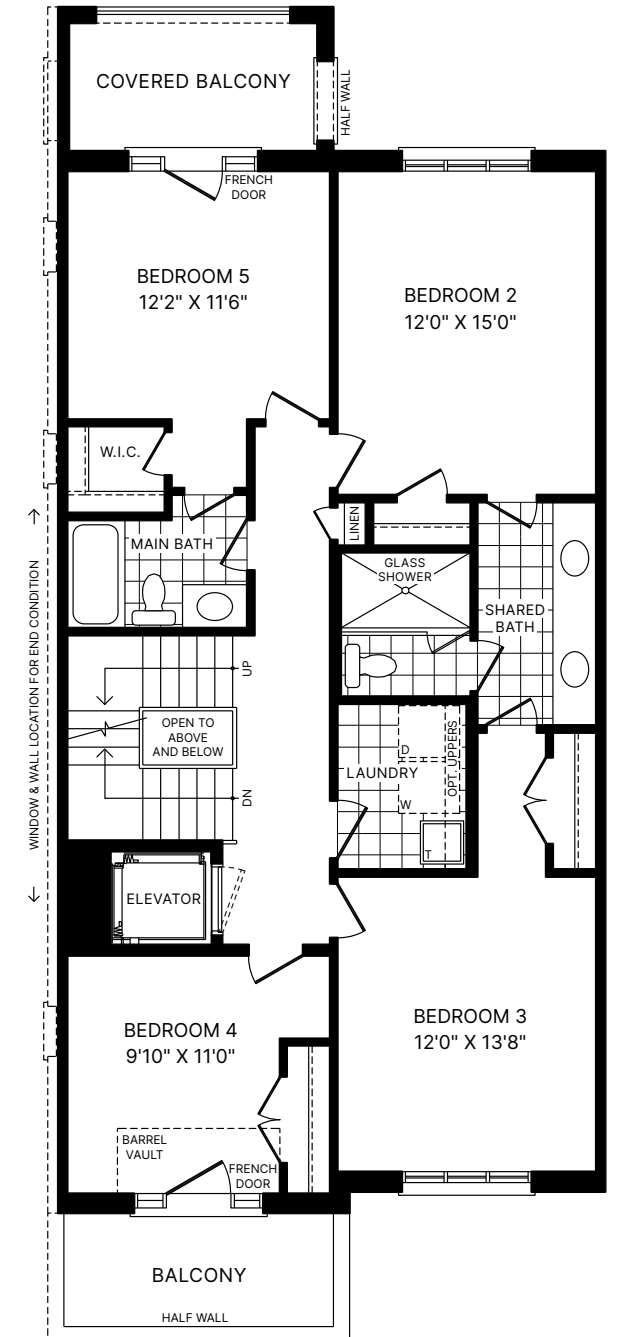 COVERED BALCONY
HALF WALL
FRENCH
DOOR
BEDROOM 5
12'2" X 11'6"
BEDROOM 2
12'0" X 15'0"
W.I.C.
LINEN
MAIN BATH
GLASS
SHOWER
SHARED
BATH
WINDOW & WALL LOCATION FOR END CONDITION
UP
OPEN TO
ABOVE
AND BELOW
DN
D
LAUNDRY
OPT. UPPERS
W
T
ELEVATOR
BEDROOM 4
9'10" X 11'0"
BEDROOM 3
12'0" X 13'8"
BARREL
VAULT
FRENCH
DOOR
BALCONY
HALF WALL